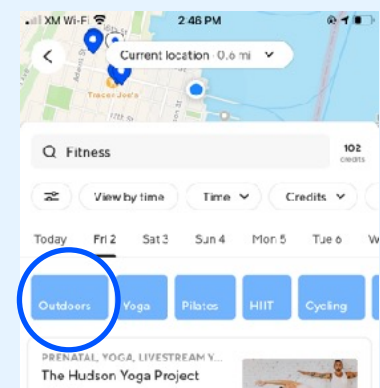 XM Wi-Fi 2:46 PM
Current location · 0.6 mi
Trader Joe's
17TH ST
Fitness
102
credits
View by time Time Credits
Today Fri 2 Sat 3 Sun 4 Mon 5 Tue 6 W
Outdoors Yoga Pilates HIIT Cycling
PRENATAL, YOGA, LIVESTREAM Y...
The Hudson Yoga Project